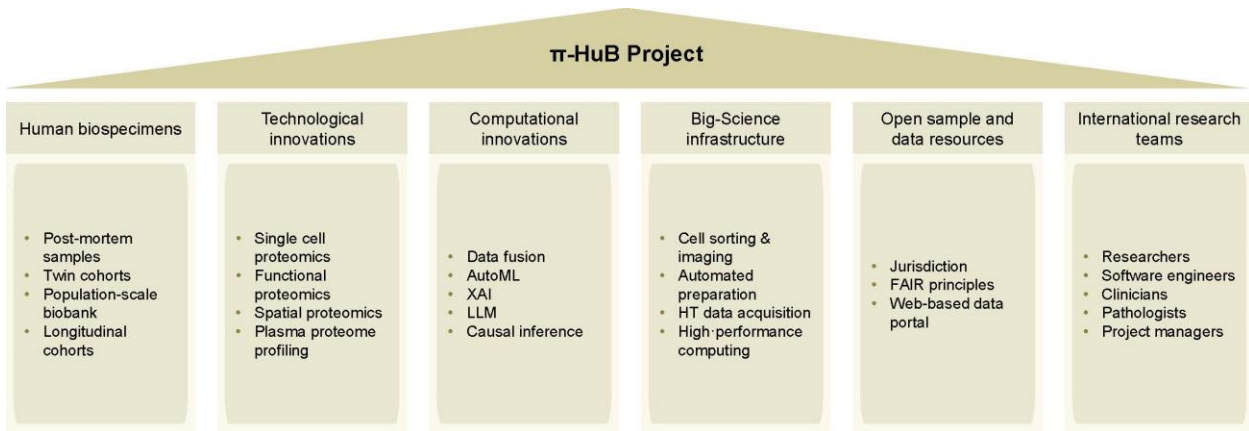 π-HuB Project
Human biospecimens
• Post-mortem
samples
• Twin cohorts
• Population-scale
biobank
• Longitudinal
cohorts
Technological
innovations
• Single cell
proteomics
• Functional
proteomics
• Spatial proteomics
• Plasma proteome
profiling
Computational
innovations
• Data fusion
• AutoML
• XAI
• LLM
• Causal inference
Big-Science
infrastructure
• Cell sorting &
imaging
• Automated
preparation
• HT data acquisition
• High·performance
computing
Open sample and
data resources
• Jurisdiction
• FAIR principles
• Web-based data
portal
International research
teams
• Researchers
• Software engineers
• Clinicians
• Pathologists
• Project managers